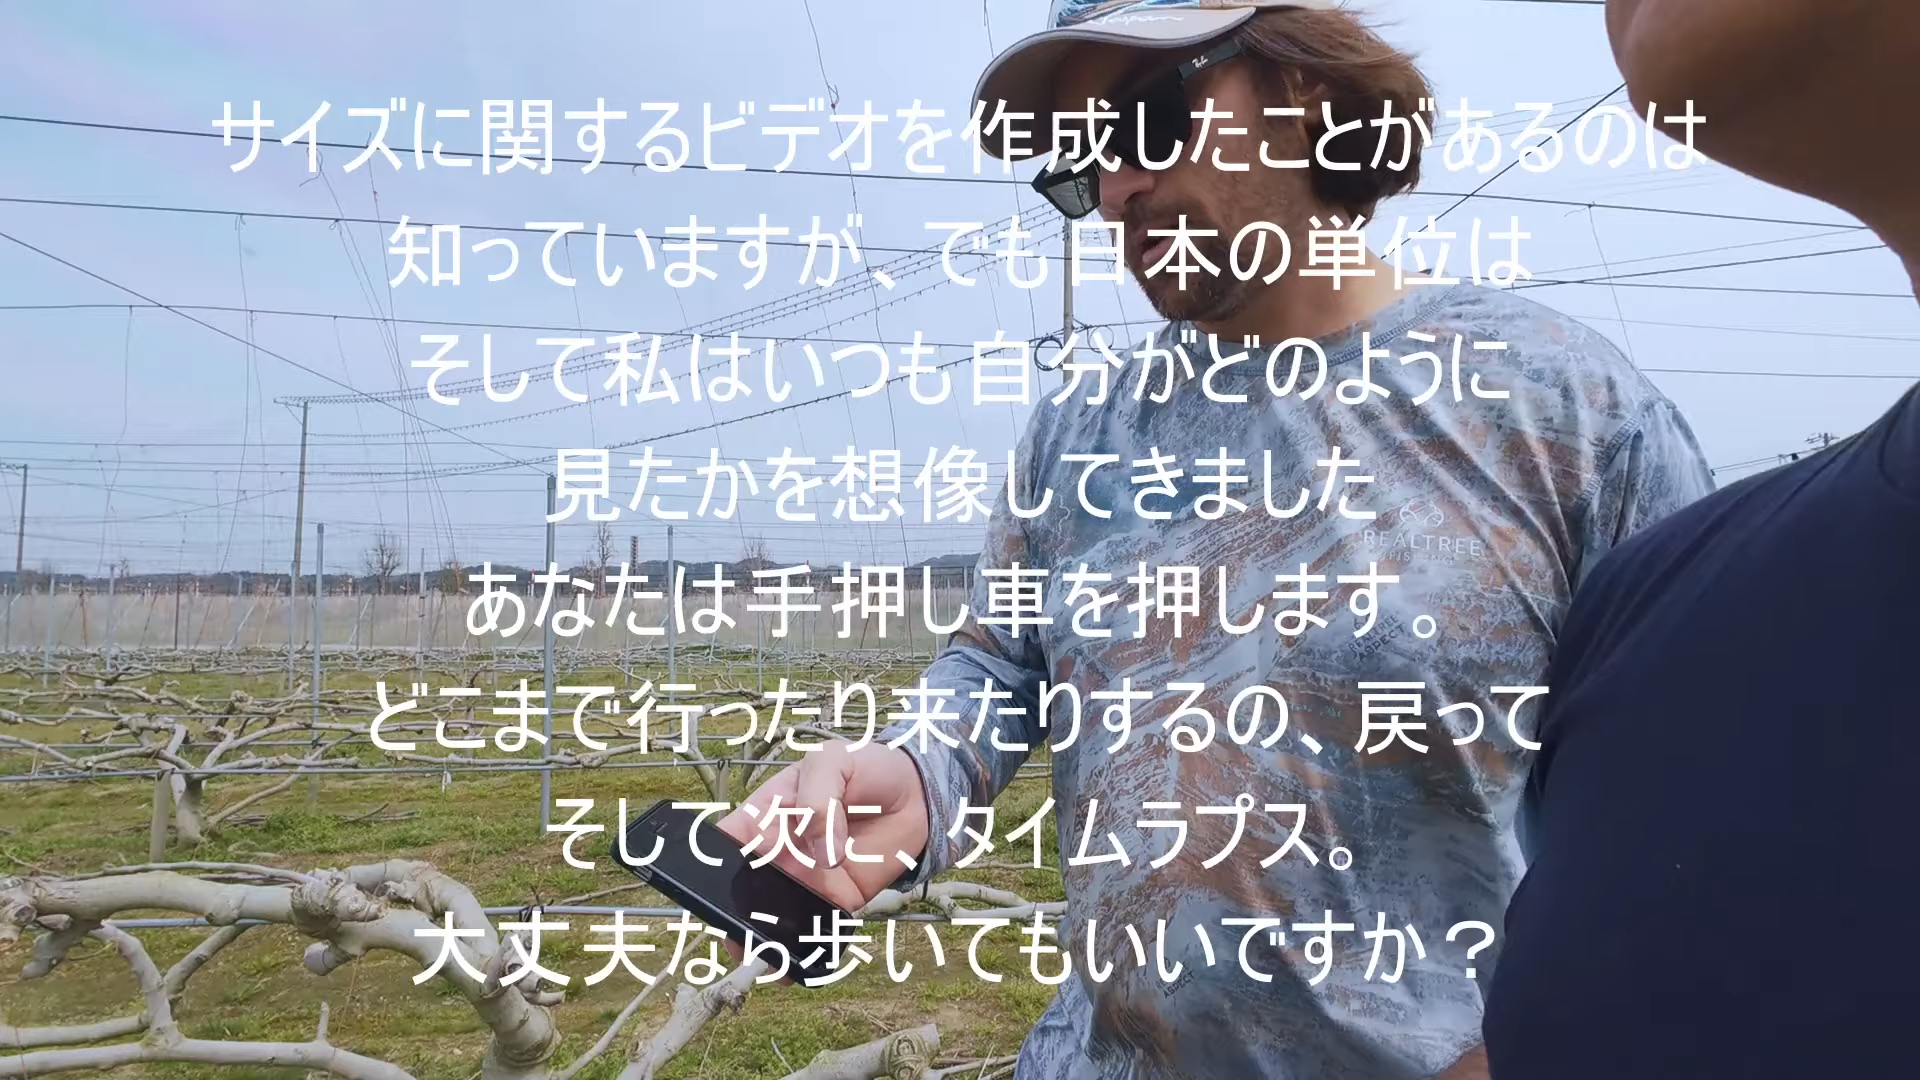 Japan
サイズに関するビデオを作成したことがあるのは
知っていますが、でも日本の単位は
そして私はいつも自分がどのように
見たかを想像してきました
あなたは手押し車を押します。
どこまで行ったり来たりするの、戻って
そして次に、タイムラプス。
大丈夫なら歩いてもいいですか？
REALTREE
REALTREE
ASPECT
ASPECT